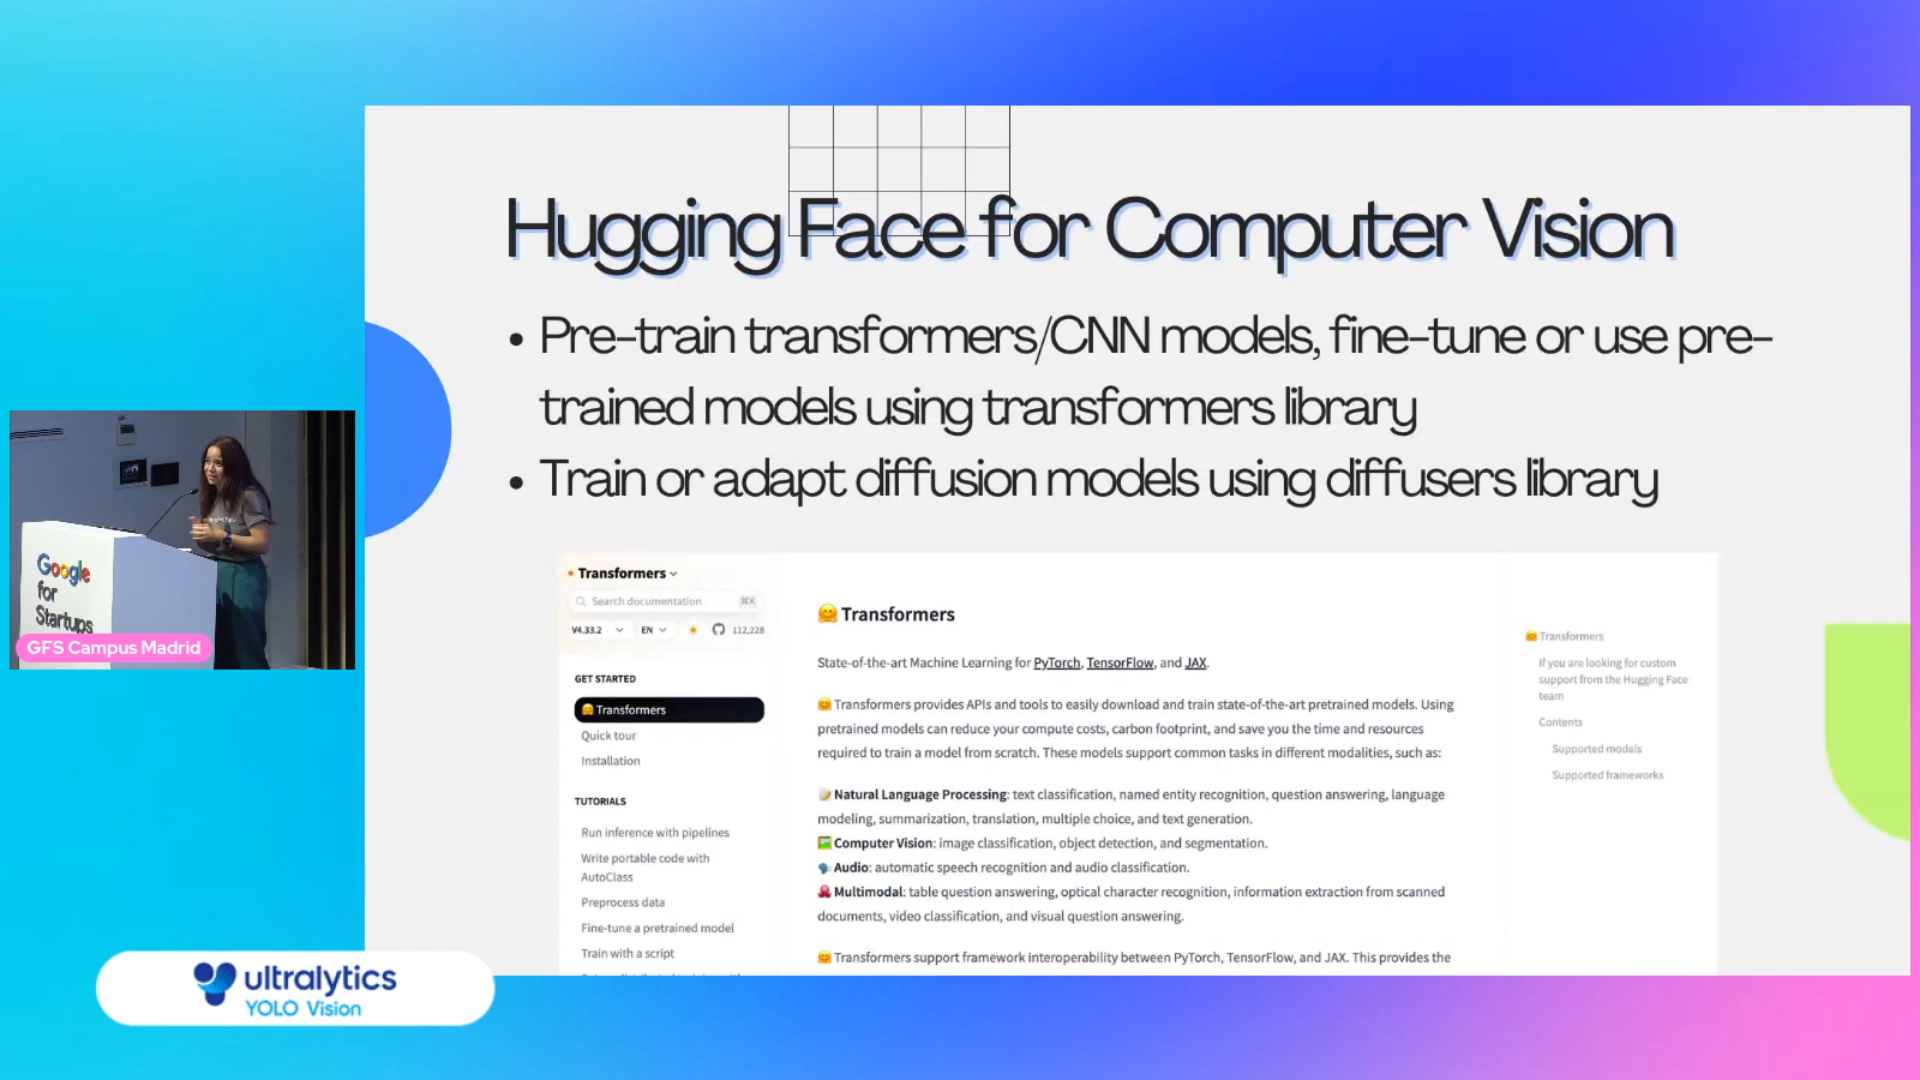 Hugging Face for Computer Vision
• Pre-train transformers/CNN models, fine-tune or use pre-
trained models using transformers library
• Train or adapt diffusion models using diffusers library
Google
for
Startups
GFS Campus Madrid
Transformers
Search documentation ⌘K
V4.33.2 EN 112,228
GET STARTED
🤗 Transformers
Quick tour
Installation
TUTORIALS
Run inference with pipelines
Write portable code with
AutoClass
Preprocess data
Fine-tune a pretrained model
Train with a script
🤗 Transformers
State-of-the-art Machine Learning for PyTorch, TensorFlow, and JAX.
🤗 Transformers provides APIs and tools to easily download and train state-of-the-art pretrained models. Using
pretrained models can reduce your compute costs, carbon footprint, and save you the time and resources
required to train a model from scratch. These models support common tasks in different modalities, such as:
📝 Natural Language Processing: text classification, named entity recognition, question answering, language
modeling, summarization, translation, multiple choice, and text generation.
🖼️ Computer Vision: image classification, object detection, and segmentation.
🗣️ Audio: automatic speech recognition and audio classification.
🐙 Multimodal: table question answering, optical character recognition, information extraction from scanned
documents, video classification, and visual question answering.
🤗 Transformers support framework interoperability between PyTorch, TensorFlow, and JAX. This provides the
🤗 Transformers
If you are looking for custom
support from the Hugging Face
team
Contents
Supported models
Supported frameworks
ultralytics
YOLO Vision